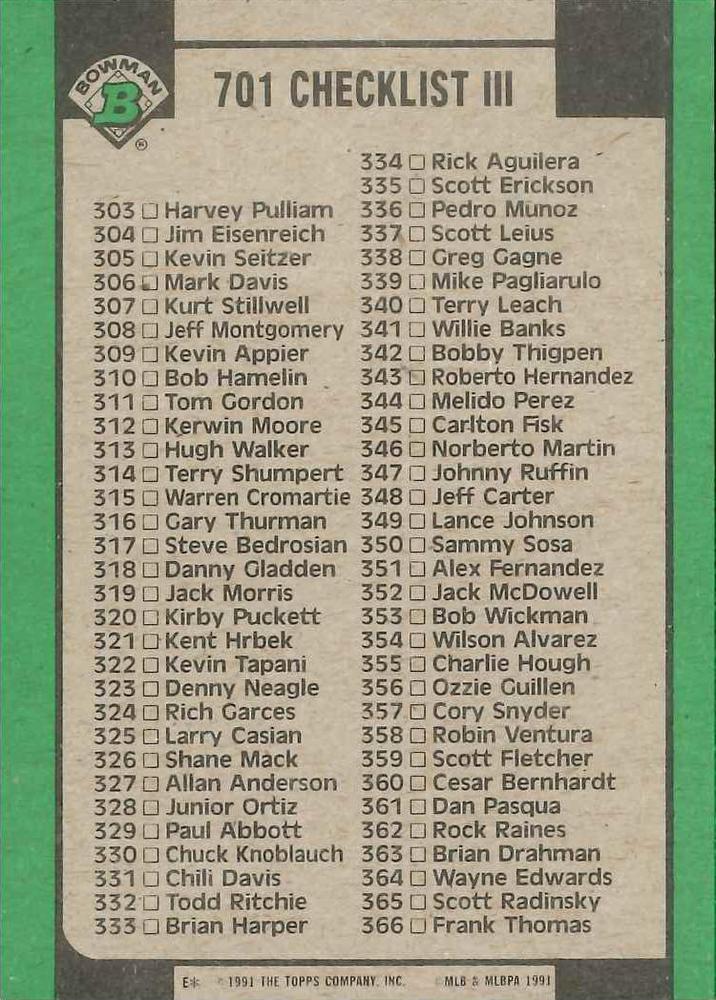 BOWMAN
B
®
701 CHECKLIST III
303 ☐ Harvey Pulliam
304 ☐ Jim Eisenreich
305 ☐ Kevin Seitzer
306 ☐ Mark Davis
307 ☐ Kurt Stillwell
308 ☐ Jeff Montgomery
309 ☐ Kevin Appier
310 ☐ Bob Hamelin
311 ☐ Tom Gordon
312 ☐ Kerwin Moore
313 ☐ Hugh Walker
314 ☐ Terry Shumpert
315 ☐ Warren Cromartie
316 ☐ Gary Thurman
317 ☐ Steve Bedrosian
318 ☐ Danny Gladden
319 ☐ Jack Morris
320 ☐ Kirby Puckett
321 ☐ Kent Hrbek
322 ☐ Kevin Tapani
323 ☐ Denny Neagle
324 ☐ Rich Garces
325 ☐ Larry Casian
326 ☐ Shane Mack
327 ☐ Allan Anderson
328 ☐ Junior Ortiz
329 ☐ Paul Abbott
330 ☐ Chuck Knoblauch
331 ☐ Chili Davis
332 ☐ Todd Ritchie
333 ☐ Brian Harper
334 ☐ Rick Aguilera
335 ☐ Scott Erickson
336 ☐ Pedro Munoz
337 ☐ Scott Leius
338 ☐ Greg Gagne
339 ☐ Mike Pagliarulo
340 ☐ Terry Leach
341 ☐ Willie Banks
342 ☐ Bobby Thigpen
343 ☐ Roberto Hernandez
344 ☐ Melido Perez
345 ☐ Carlton Fisk
346 ☐ Norberto Martin
347 ☐ Johnny Ruffin
348 ☐ Jeff Carter
349 ☐ Lance Johnson
350 ☐ Sammy Sosa
351 ☐ Alex Fernandez
352 ☐ Jack McDowell
353 ☐ Bob Wickman
354 ☐ Wilson Alvarez
355 ☐ Charlie Hough
356 ☐ Ozzie Guillen
357 ☐ Cory Snyder
358 ☐ Robin Ventura
359 ☐ Scott Fletcher
360 ☐ Cesar Bernhardt
361 ☐ Dan Pasqua
362 ☐ Rock Raines
363 ☐ Brian Drahman
364 ☐ Wayne Edwards
365 ☐ Scott Radinsky
366 ☐ Frank Thomas
E* © 1991 THE TOPPS COMPANY, INC. © MLB & MLBPA 1991